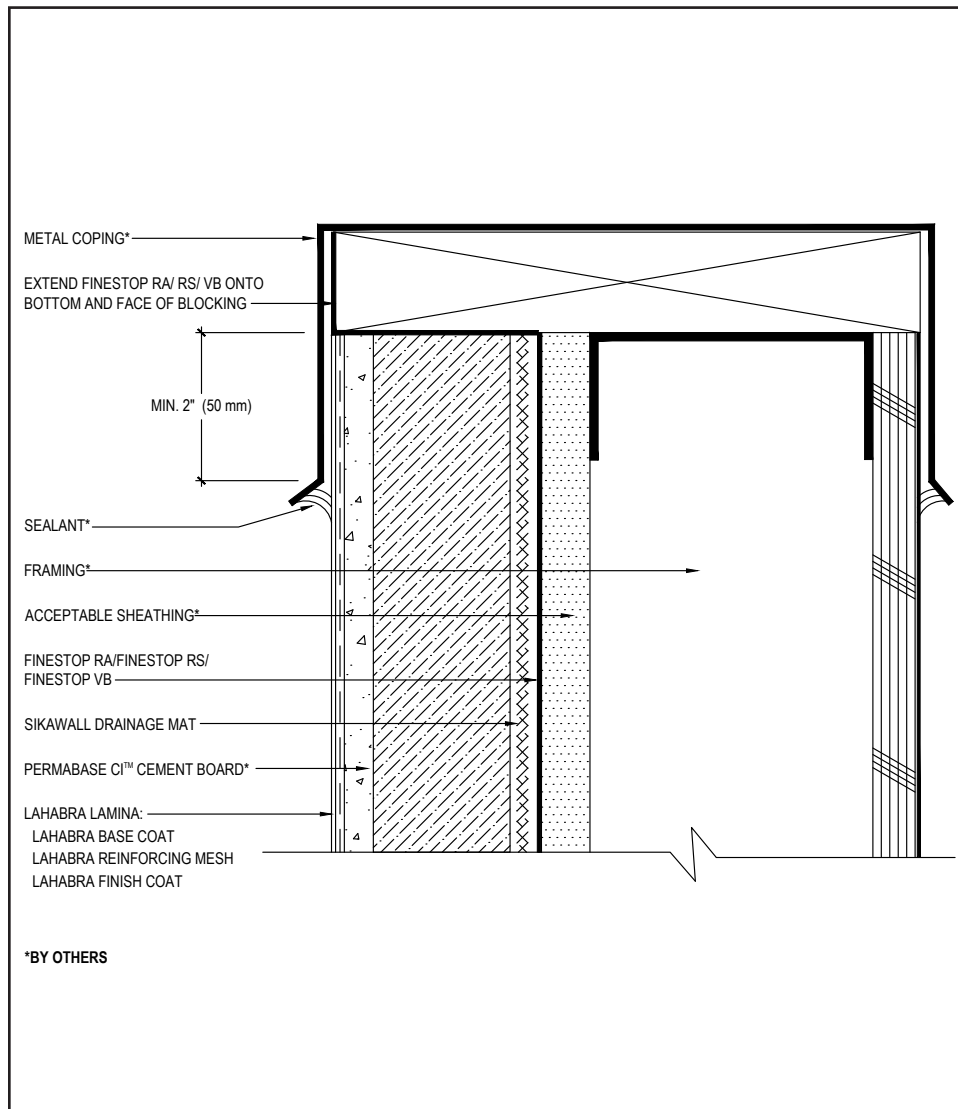 METAL COPING*
EXTEND FINESTOP RA/ RS/ VB ONTO
BOTTOM AND FACE OF BLOCKING
MIN. 2" (50 mm)
SEALANT*
FRAMING*
ACCEPTABLE SHEATHING*
FINESTOP RA/FINESTOP RS/
FINESTOP VB
SIKAWALL DRAINAGE MAT
PERMABASE CI™ CEMENT BOARD*
LAHABRA LAMINA:
LAHABRA BASE COAT
LAHABRA REINFORCING MESH
LAHABRA FINISH COAT
*BY OTHERS